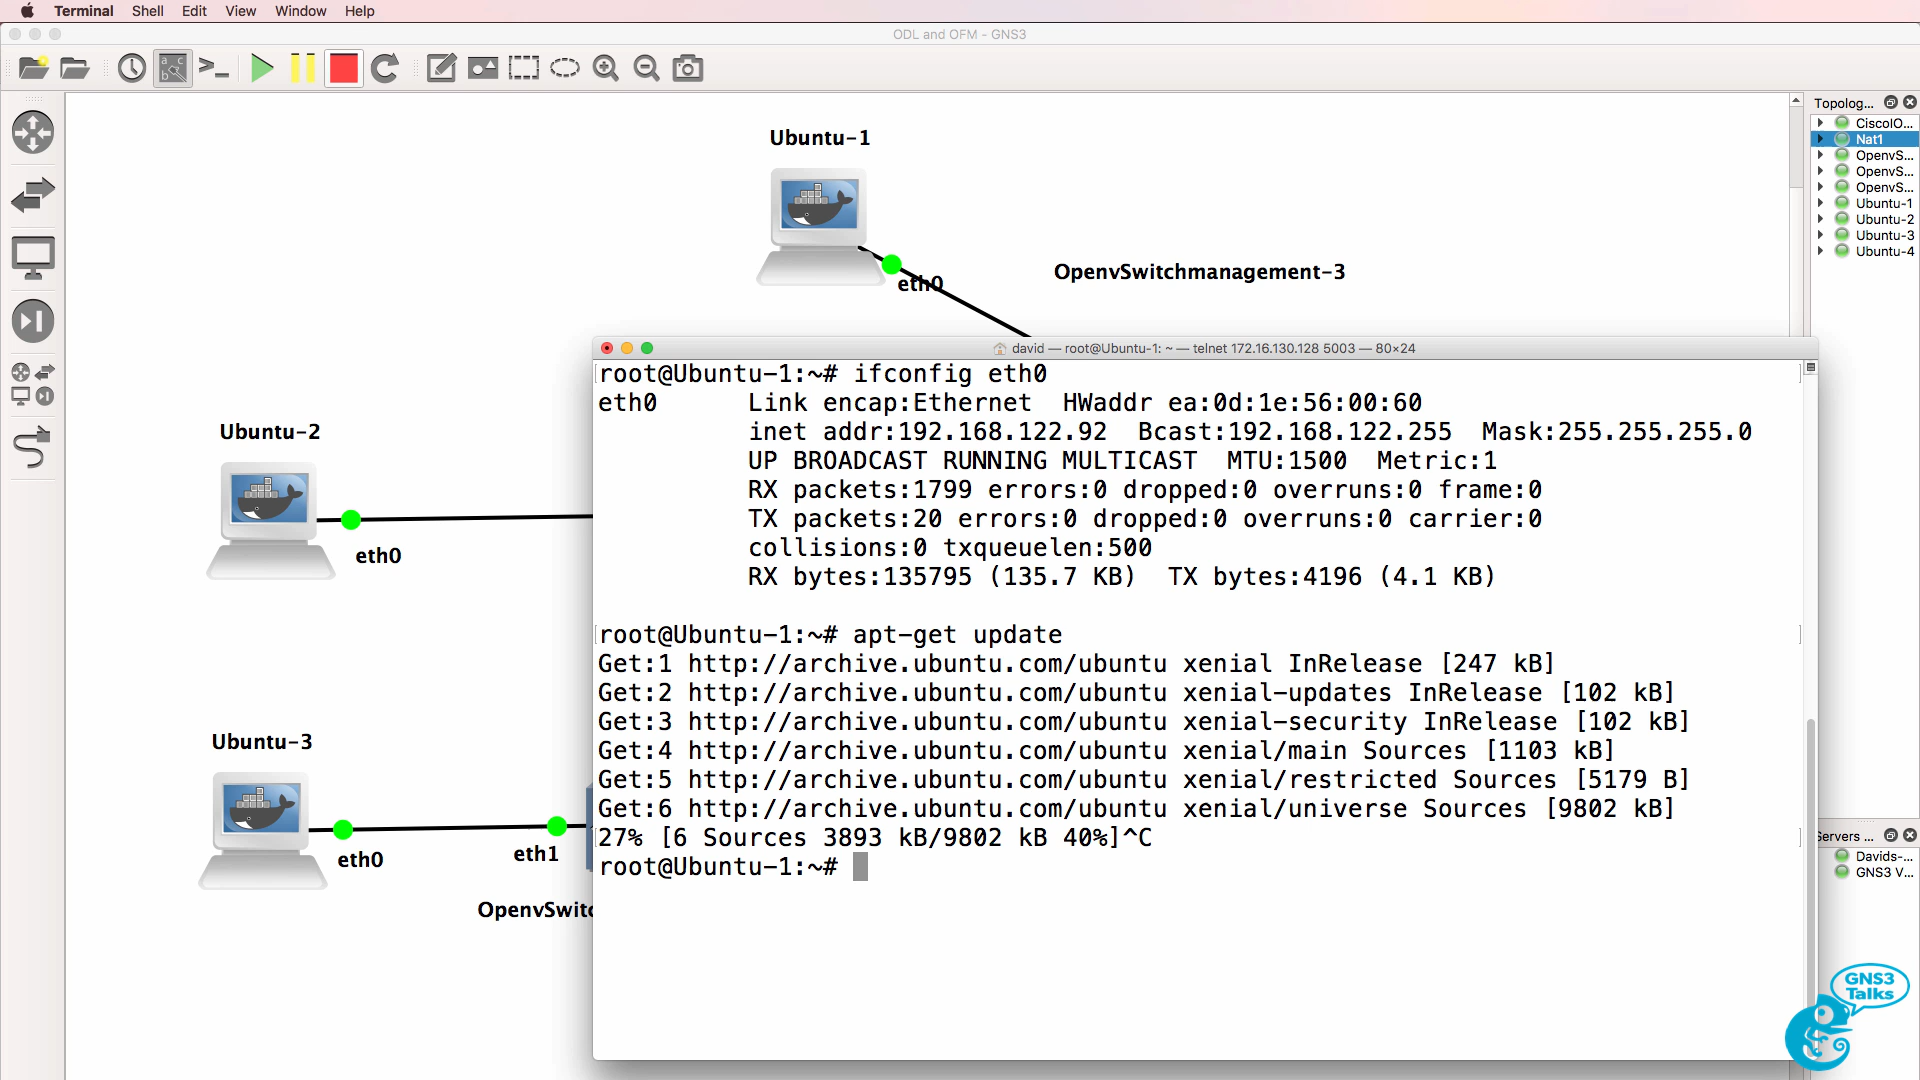 Terminal Shell Edit View Window Help
ODL and OFM - GNS3
Topolog...
CiscoIO...
Nat1
OpenvS...
OpenvS...
OpenvS...
Ubuntu-1
Ubuntu-2
Ubuntu-3
Ubuntu-4
Ubuntu-1
eth0
OpenvSwitchmanagement-3
Ubuntu-2
eth0
Ubuntu-3
eth0
eth1
OpenvSwitc
david — root@Ubuntu-1: ~ — telnet 172.16.130.128 5003 — 80×24
root@Ubuntu-1:~# ifconfig eth0
eth0 Link encap:Ethernet HWaddr ea:0d:1e:56:00:60
inet addr:192.168.122.92 Bcast:192.168.122.255 Mask:255.255.255.0
UP BROADCAST RUNNING MULTICAST MTU:1500 Metric:1
RX packets:1799 errors:0 dropped:0 overruns:0 frame:0
TX packets:20 errors:0 dropped:0 overruns:0 carrier:0
collisions:0 txqueuelen:500
RX bytes:135795 (135.7 KB) TX bytes:4196 (4.1 KB)
root@Ubuntu-1:~# apt-get update
Get:1 http://archive.ubuntu.com/ubuntu xenial InRelease [247 kB]
Get:2 http://archive.ubuntu.com/ubuntu xenial-updates InRelease [102 kB]
Get:3 http://archive.ubuntu.com/ubuntu xenial-security InRelease [102 kB]
Get:4 http://archive.ubuntu.com/ubuntu xenial/main Sources [1103 kB]
Get:5 http://archive.ubuntu.com/ubuntu xenial/restricted Sources [5179 B]
Get:6 http://archive.ubuntu.com/ubuntu xenial/universe Sources [9802 kB]
27% [6 Sources 3893 kB/9802 kB 40%]^C
root@Ubuntu-1:~#
Servers ...
Davids-...
GNS3 V...
GNS3
Talks